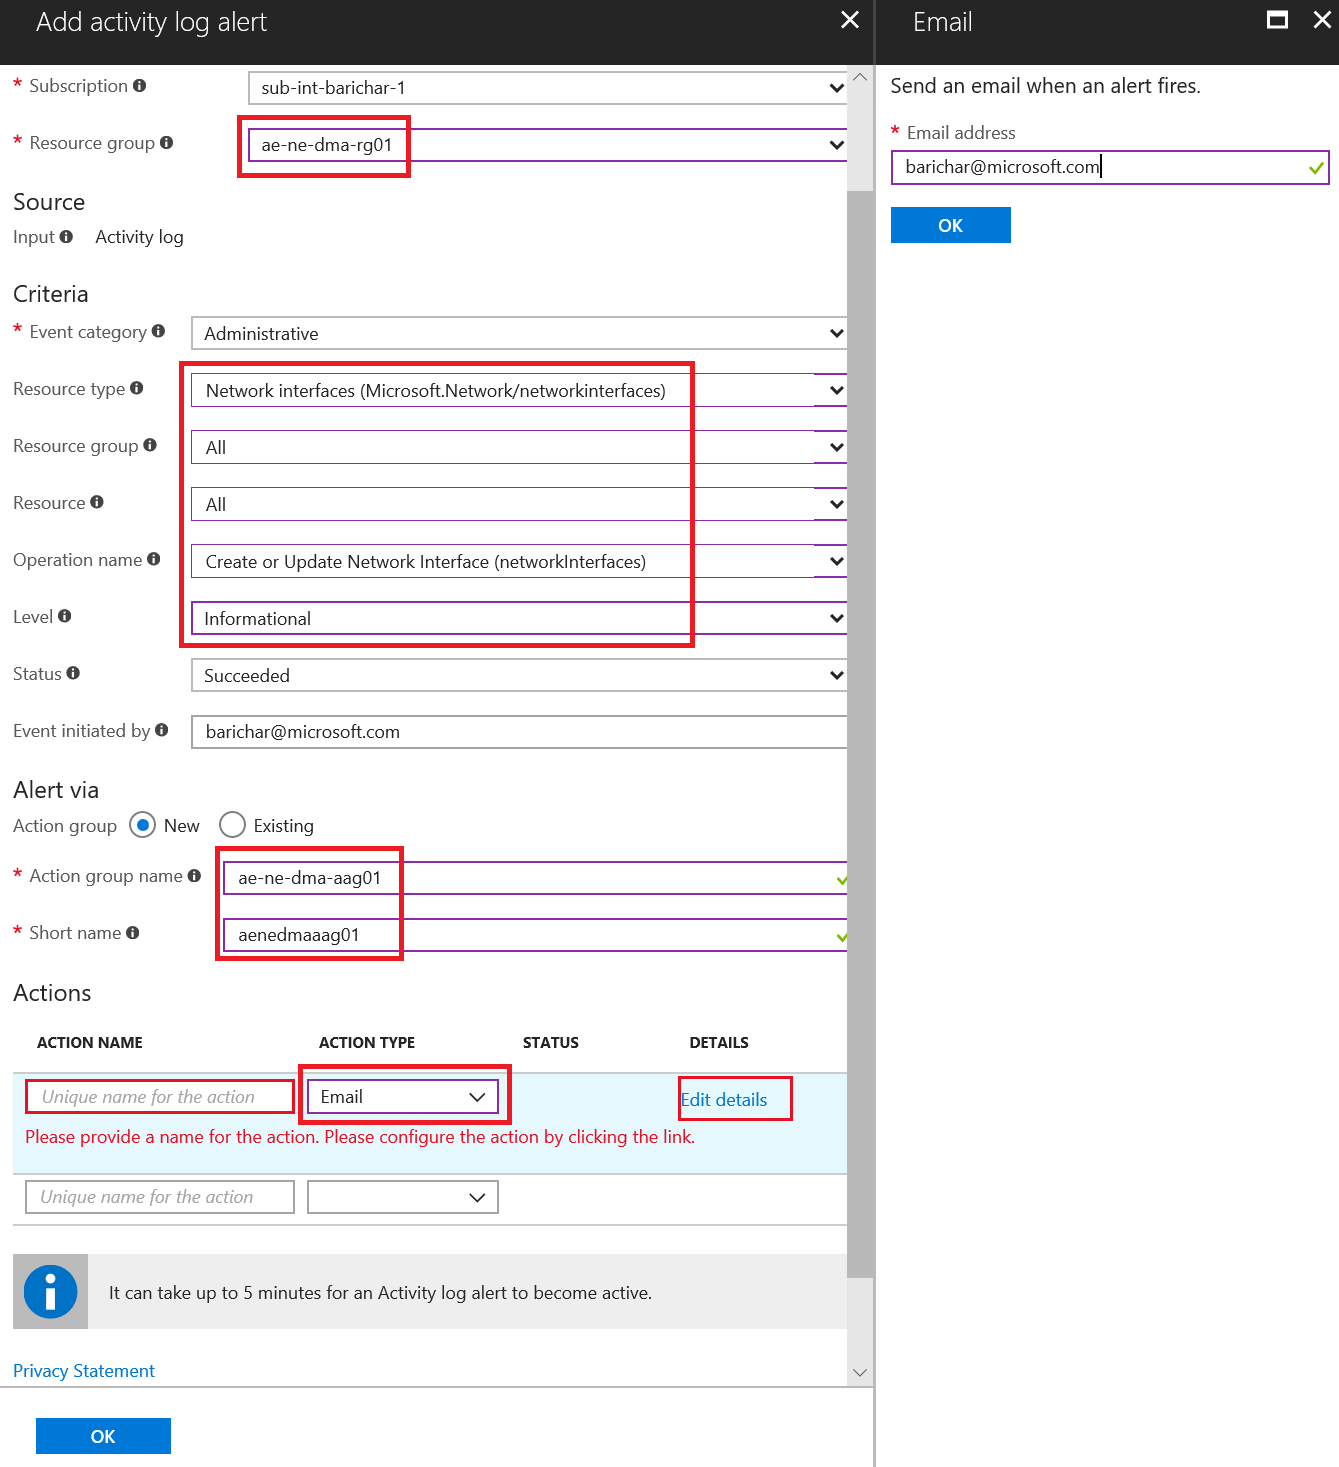 Add activity log alert
* Subscription
sub-int-barichar-1
* Resource group
ae-ne-dma-rg01
Source
Input Activity log
Criteria
* Event category
Administrative
Resource type
Network interfaces (Microsoft.Network/networkinterfaces)
Resource group
All
Resource
All
Operation name
Create or Update Network Interface (networkInterfaces)
Level
Informational
Status
Succeeded
Event initiated by
barichar@microsoft.com
Alert via
Action group New Existing
* Action group name
ae-ne-dma-aag01
* Short name
aenedmaaag01
Actions
ACTION NAME ACTION TYPE STATUS DETAILS
Unique name for the action Email Edit details
Please provide a name for the action. Please configure the action by clicking the link.
Unique name for the action
It can take up to 5 minutes for an Activity log alert to become active.
Privacy Statement
OK
Email
Send an email when an alert fires.
* Email address
barichar@microsoft.com
OK